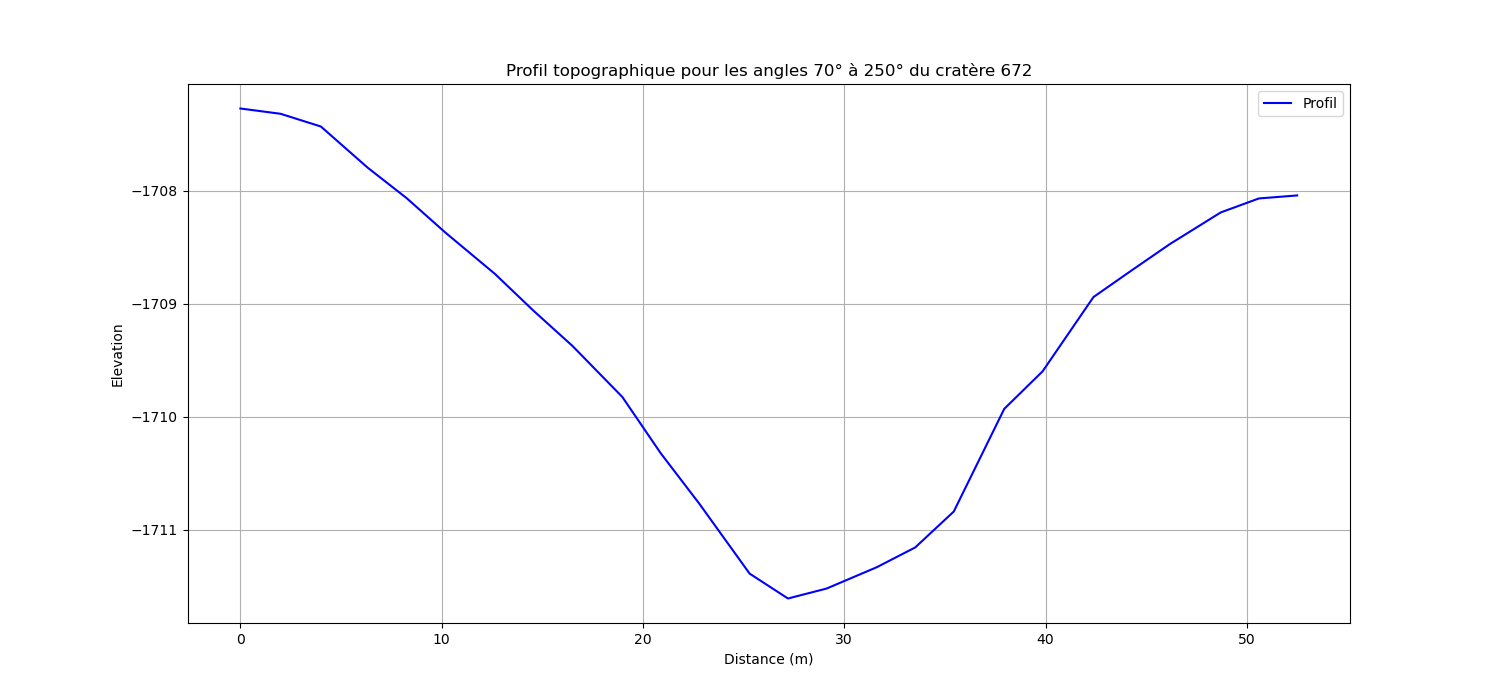 Profil topographique pour les angles 70° à 250° du cratère 672
Profil
−1708
−1709
−1710
−1711
Elevation
0 10 20 30 40 50
Distance (m)